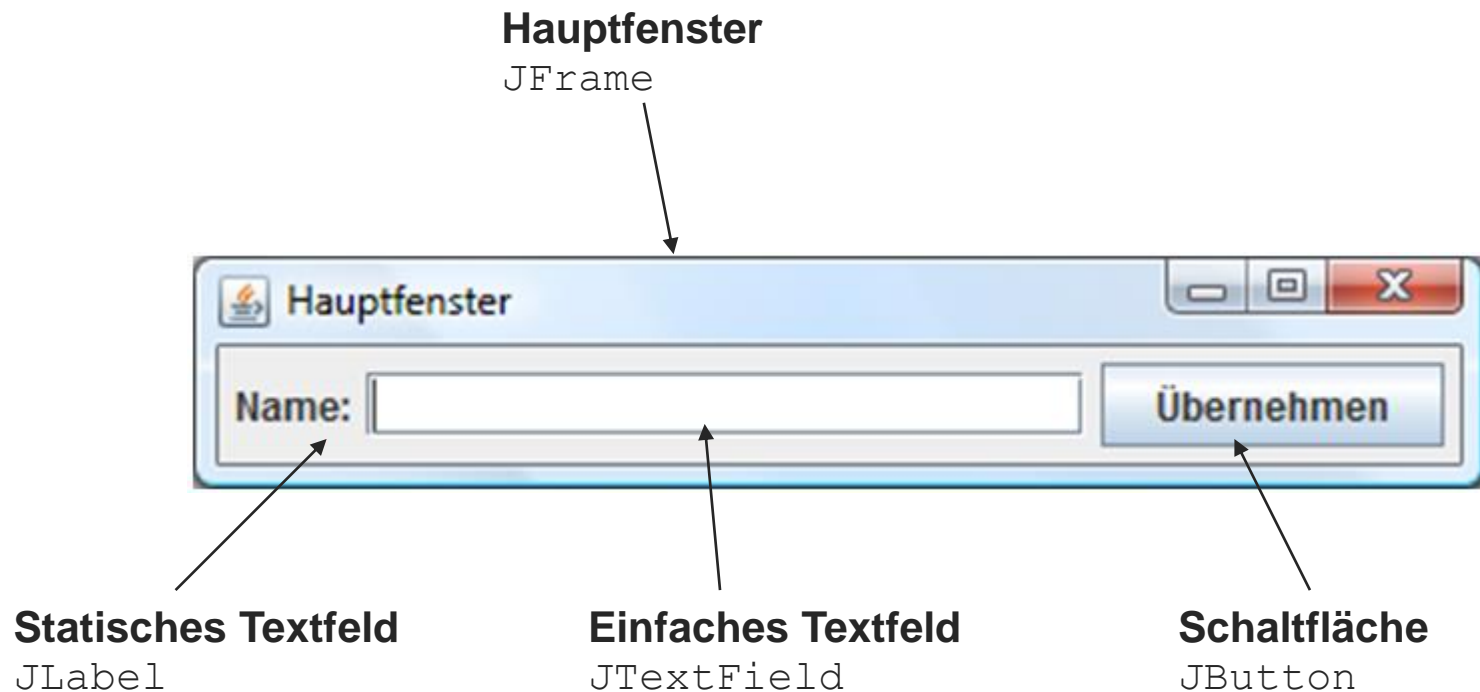 Hauptfenster
JFrame
Hauptfenster
Name:
Übernehmen
Statisches Textfeld
JLabel
Einfaches Textfeld
JTextField
Schaltfläche
JButton